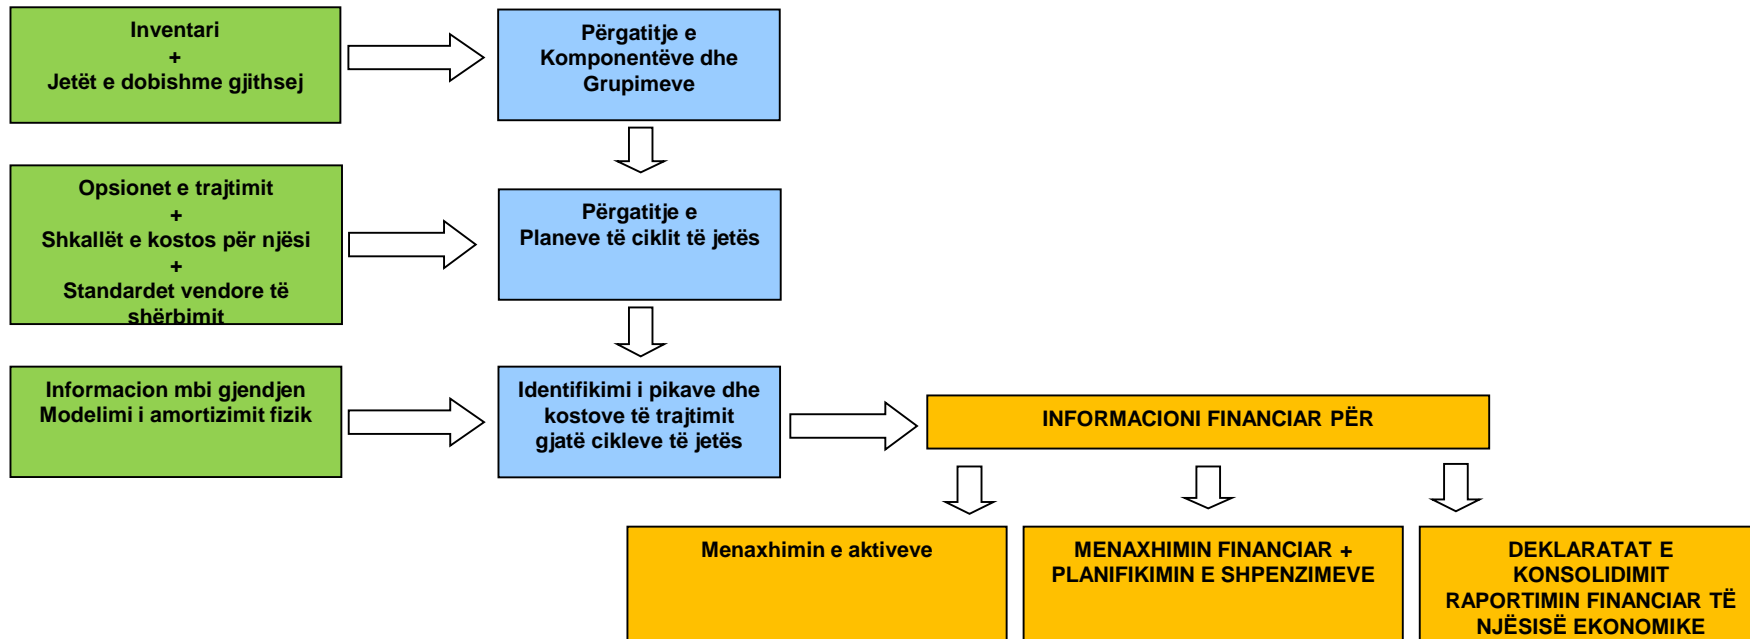 Inventari
+
Jetët e dobishme gjithsej
Përgatitje e
Komponentëve dhe
Grupimeve
Opsionet e trajtimit
+
Shkallët e kostos për njësi
+
Standardet vendore të
shërbimit
Përgatitje e
Planeve të ciklit të jetës
Informacion mbi gjendjen
Modelimi i amortizimit fizik
Identifikimi i pikave dhe
kostove të trajtimit
gjatë cikleve të jetës
INFORMACIONI FINANCIAR PËR
Menaxhimin e aktiveve
MENAXHIMIN FINANCIAR +
PLANIFIKIMIN E SHPENZIMEVE
DEKLARATAT E
KONSOLIDIMIT
RAPORTIMIN FINANCIAR TË
NJËSISË EKONOMIKE